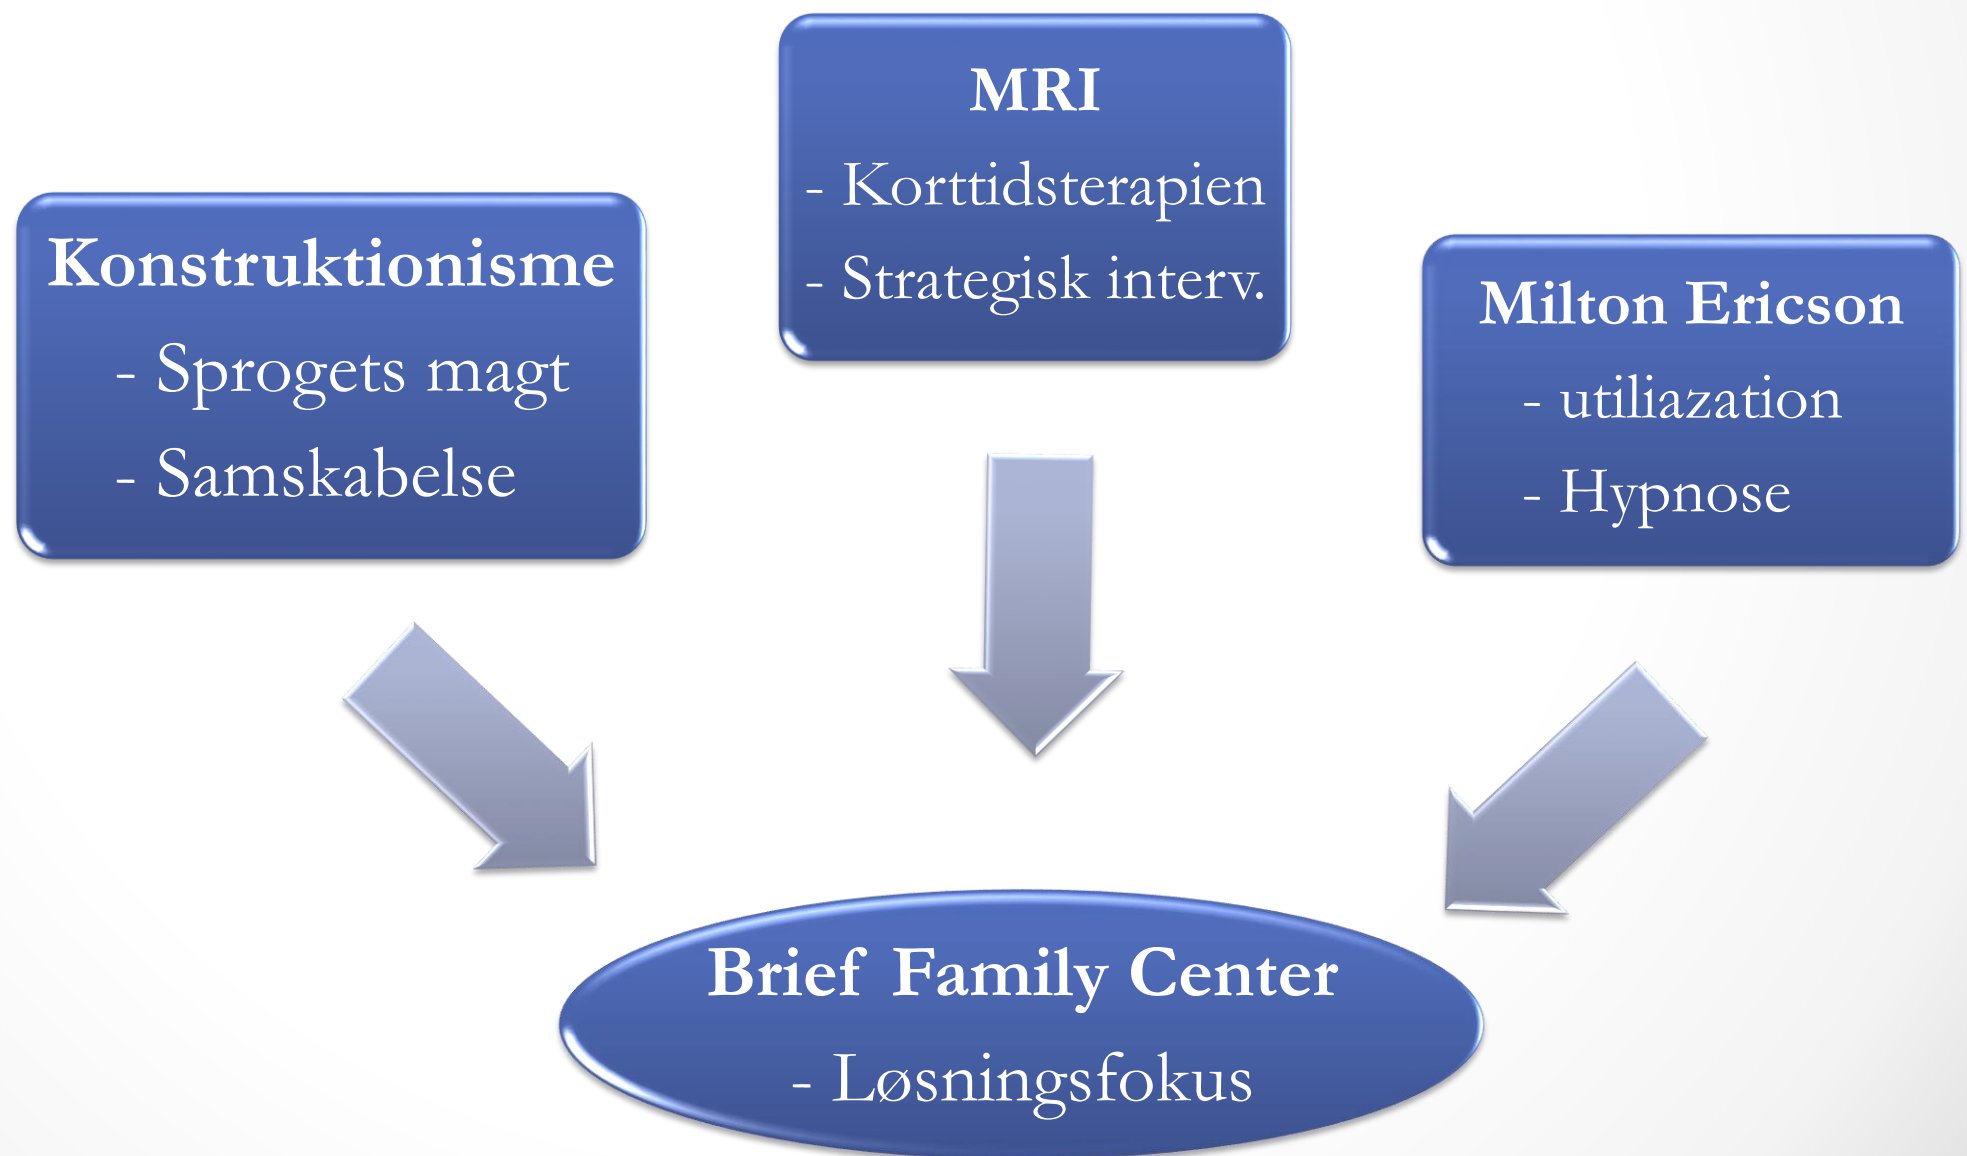 Konstruktionisme
- Sprogets magt
- Samskabelse
MRI
- Korttidsterapien
- Strategisk interv.
Milton Ericson
- utiliazation
- Hypnose
Brief Family Center
- Løsningsfokus